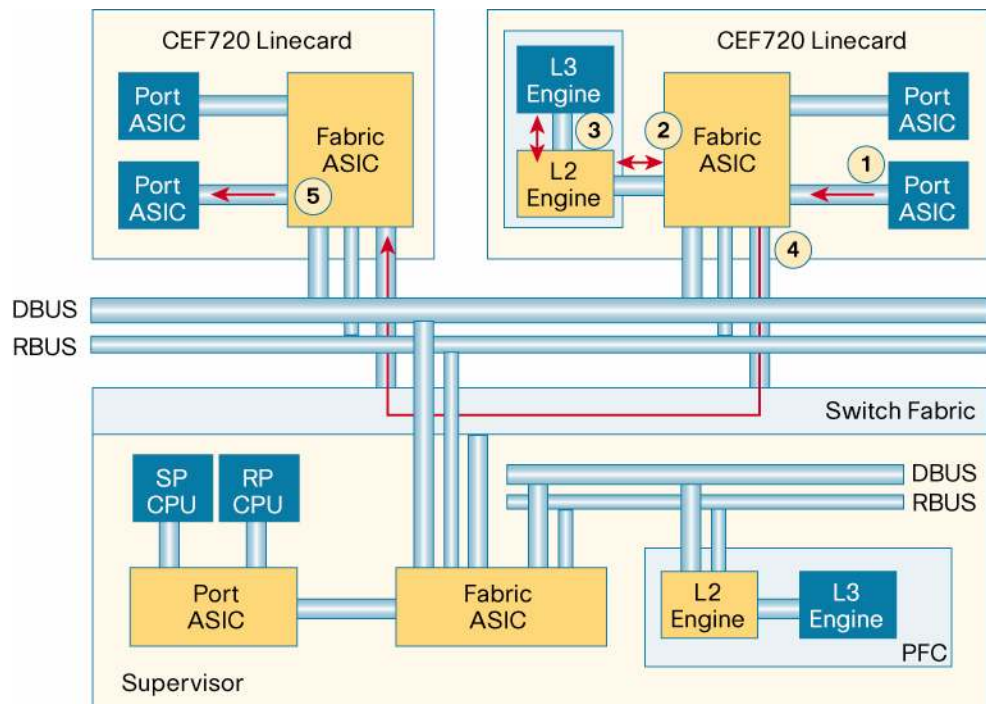 CEF720 Linecard
Port
ASIC
Port
ASIC
Fabric
ASIC
5
CEF720 Linecard
L3
Engine
3
L2
Engine
2
Fabric
ASIC
Port
ASIC
1
Port
ASIC
4
DBUS
RBUS
Switch Fabric
SP
CPU
RP
CPU
Port
ASIC
Fabric
ASIC
DBUS
RBUS
L2
Engine
L3
Engine
PFC
Supervisor